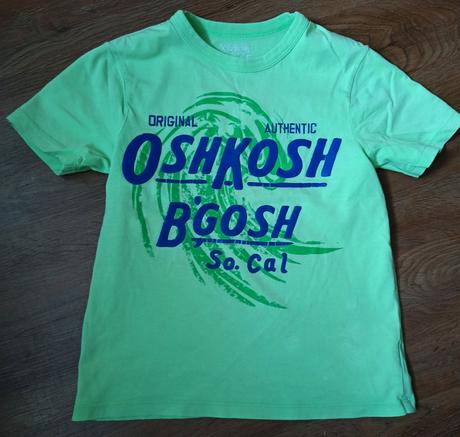 ORIGINAL AUTHENTIC
OSHKOSH
B'GOSH
So. Cal